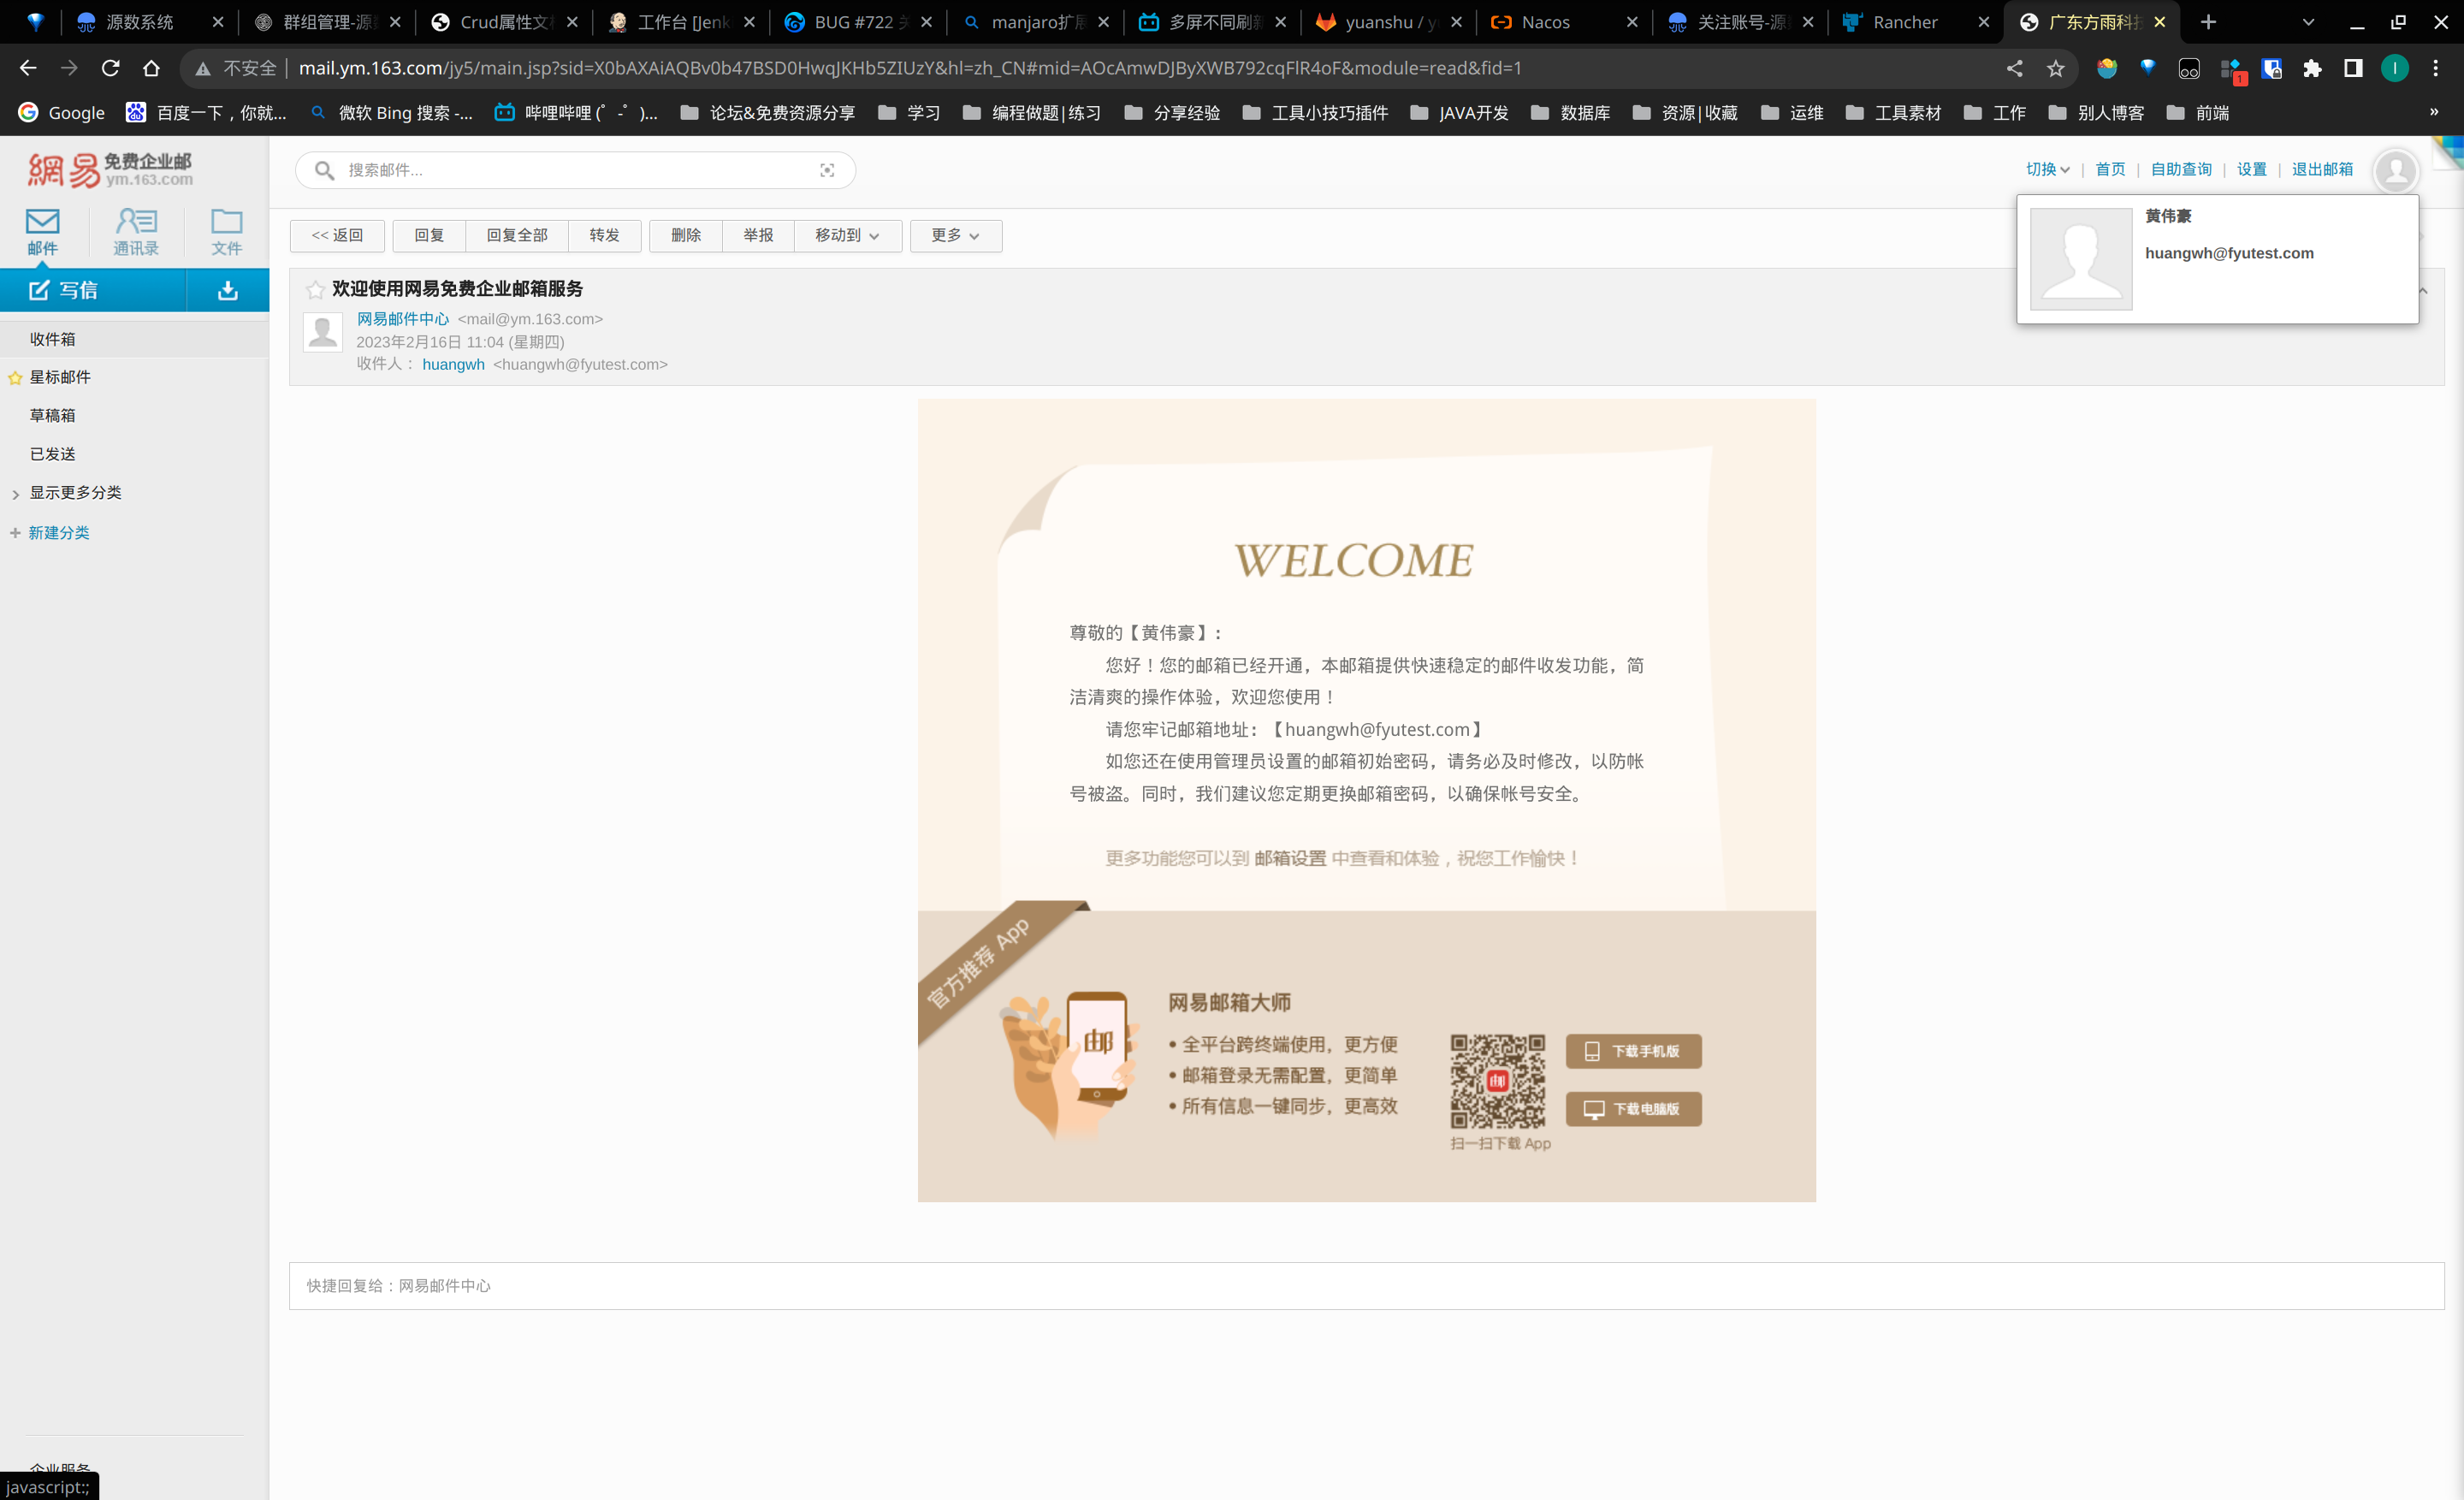 源数系统
群组管理-源
Crud属性文
工作台 [Jenk
BUG #722
manjaro扩展
多屏不同刷新
yuanshu / y
Nacos
关注账号-源
Rancher
广东方雨科技
不安全
mail.ym.163.com/jy5/main.jsp?sid=X0bAXAiAQBv0b47BSD0HwqJKHb5ZIUzY&hl=zh_CN#mid=AOcAmwDJByXWB792cqFlR4oF&module=read&fid=1
1
I
Google
百度一下，你就...
微软 Bing 搜索 -...
哔哩哔哩 (゜-゜)...
论坛&免费资源分享
学习
编程做题|练习
分享经验
工具小技巧插件
JAVA开发
数据库
资源|收藏
运维
工具素材
工作
别人博客
前端
»
網易 免费企业邮
ym.163.com
搜索邮件...
切换 | 首页 | 自助查询 | 设置 | 退出邮箱
黄伟豪
huangwh@fyutest.com
邮件
通讯录
文件
写信
收件箱
星标邮件
草稿箱
已发送
显示更多分类
+ 新建分类
企业服务
javascript:;
<< 返回
回复
回复全部
转发
删除
举报
移动到
更多
欢迎使用网易免费企业邮箱服务
网易邮件中心 <mail@ym.163.com>
2023年2月16日 11:04 (星期四)
收件人： huangwh <huangwh@fyutest.com>
WELCOME
尊敬的【黄伟豪】:
您好！您的邮箱已经开通，本邮箱提供快速稳定的邮件收发功能，简
洁清爽的操作体验，欢迎您使用！
请您牢记邮箱地址: 【huangwh@fyutest.com】
如您还在使用管理员设置的邮箱初始密码，请务必及时修改，以防帐
号被盗。同时，我们建议您定期更换邮箱密码，以确保帐号安全。
更多功能您可以到 邮箱设置 中查看和体验，祝您工作愉快！
官方推荐 App
邮
网易邮箱大师
• 全平台跨终端使用，更方便
• 邮箱登录无需配置，更简单
• 所有信息一键同步，更高效
邮
扫一扫下载 App
下载手机版
下载电脑版
快捷回复给：网易邮件中心